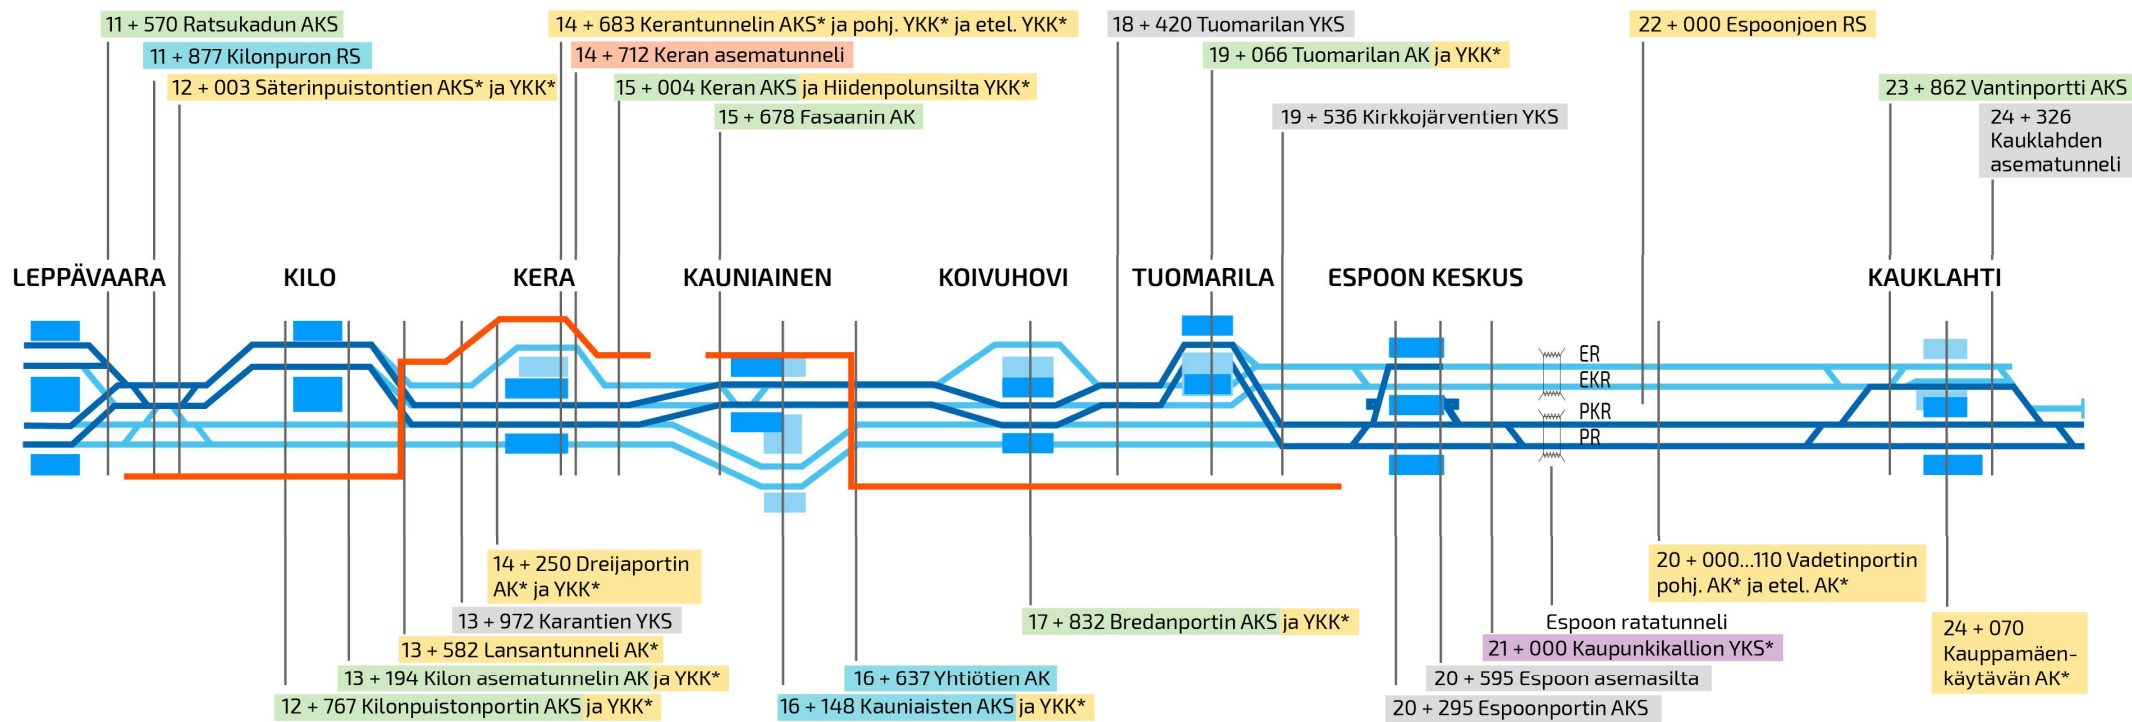 11 + 570 Ratsukadun AKS
11 + 877 Kilonpuron RS
12 + 003 Säterinpuistontien AKS* ja YKK*
14 + 683 Kerantunnelin AKS* ja pohj. YKK* ja etel. YKK*
14 + 712 Keran asematunneli
15 + 004 Keran AKS ja Hiidenpolunsilta YKK*
15 + 678 Fasaanin AK
18 + 420 Tuomarilan YKS
19 + 066 Tuomarilan AK ja YKK*
19 + 536 Kirkkojärventien YKS
22 + 000 Espoonjoen RS
23 + 862 Vantinportti AKS
24 + 326
Kauklahden
asematunneli
LEPPÄVAARA
KILO
KERA
KAUNIAINEN
KOIVUHOVI
TUOMARILA
ESPOON KESKUS
KAUKLAHTI
ER
EKR
PKR
PR
14 + 250 Dreijaportin
AK* ja YKK*
13 + 972 Karantien YKS
13 + 582 Lansantunneli AK*
13 + 194 Kilon asematunnelin AK ja YKK*
12 + 767 Kilonpuistonportin AKS ja YKK*
17 + 832 Bredanportin AKS ja YKK*
16 + 637 Yhtiötien AK
16 + 148 Kauniaisten AKS ja YKK*
20 + 000...110 Vadetinportin
pohj. AK* ja etel. AK*
Espoon ratatunneli
21 + 000 Kaupunkikallion YKS*
20 + 595 Espoon asemasilta
20 + 295 Espoonportin AKS
24 + 070
Kauppamäen-
käytävän AK*